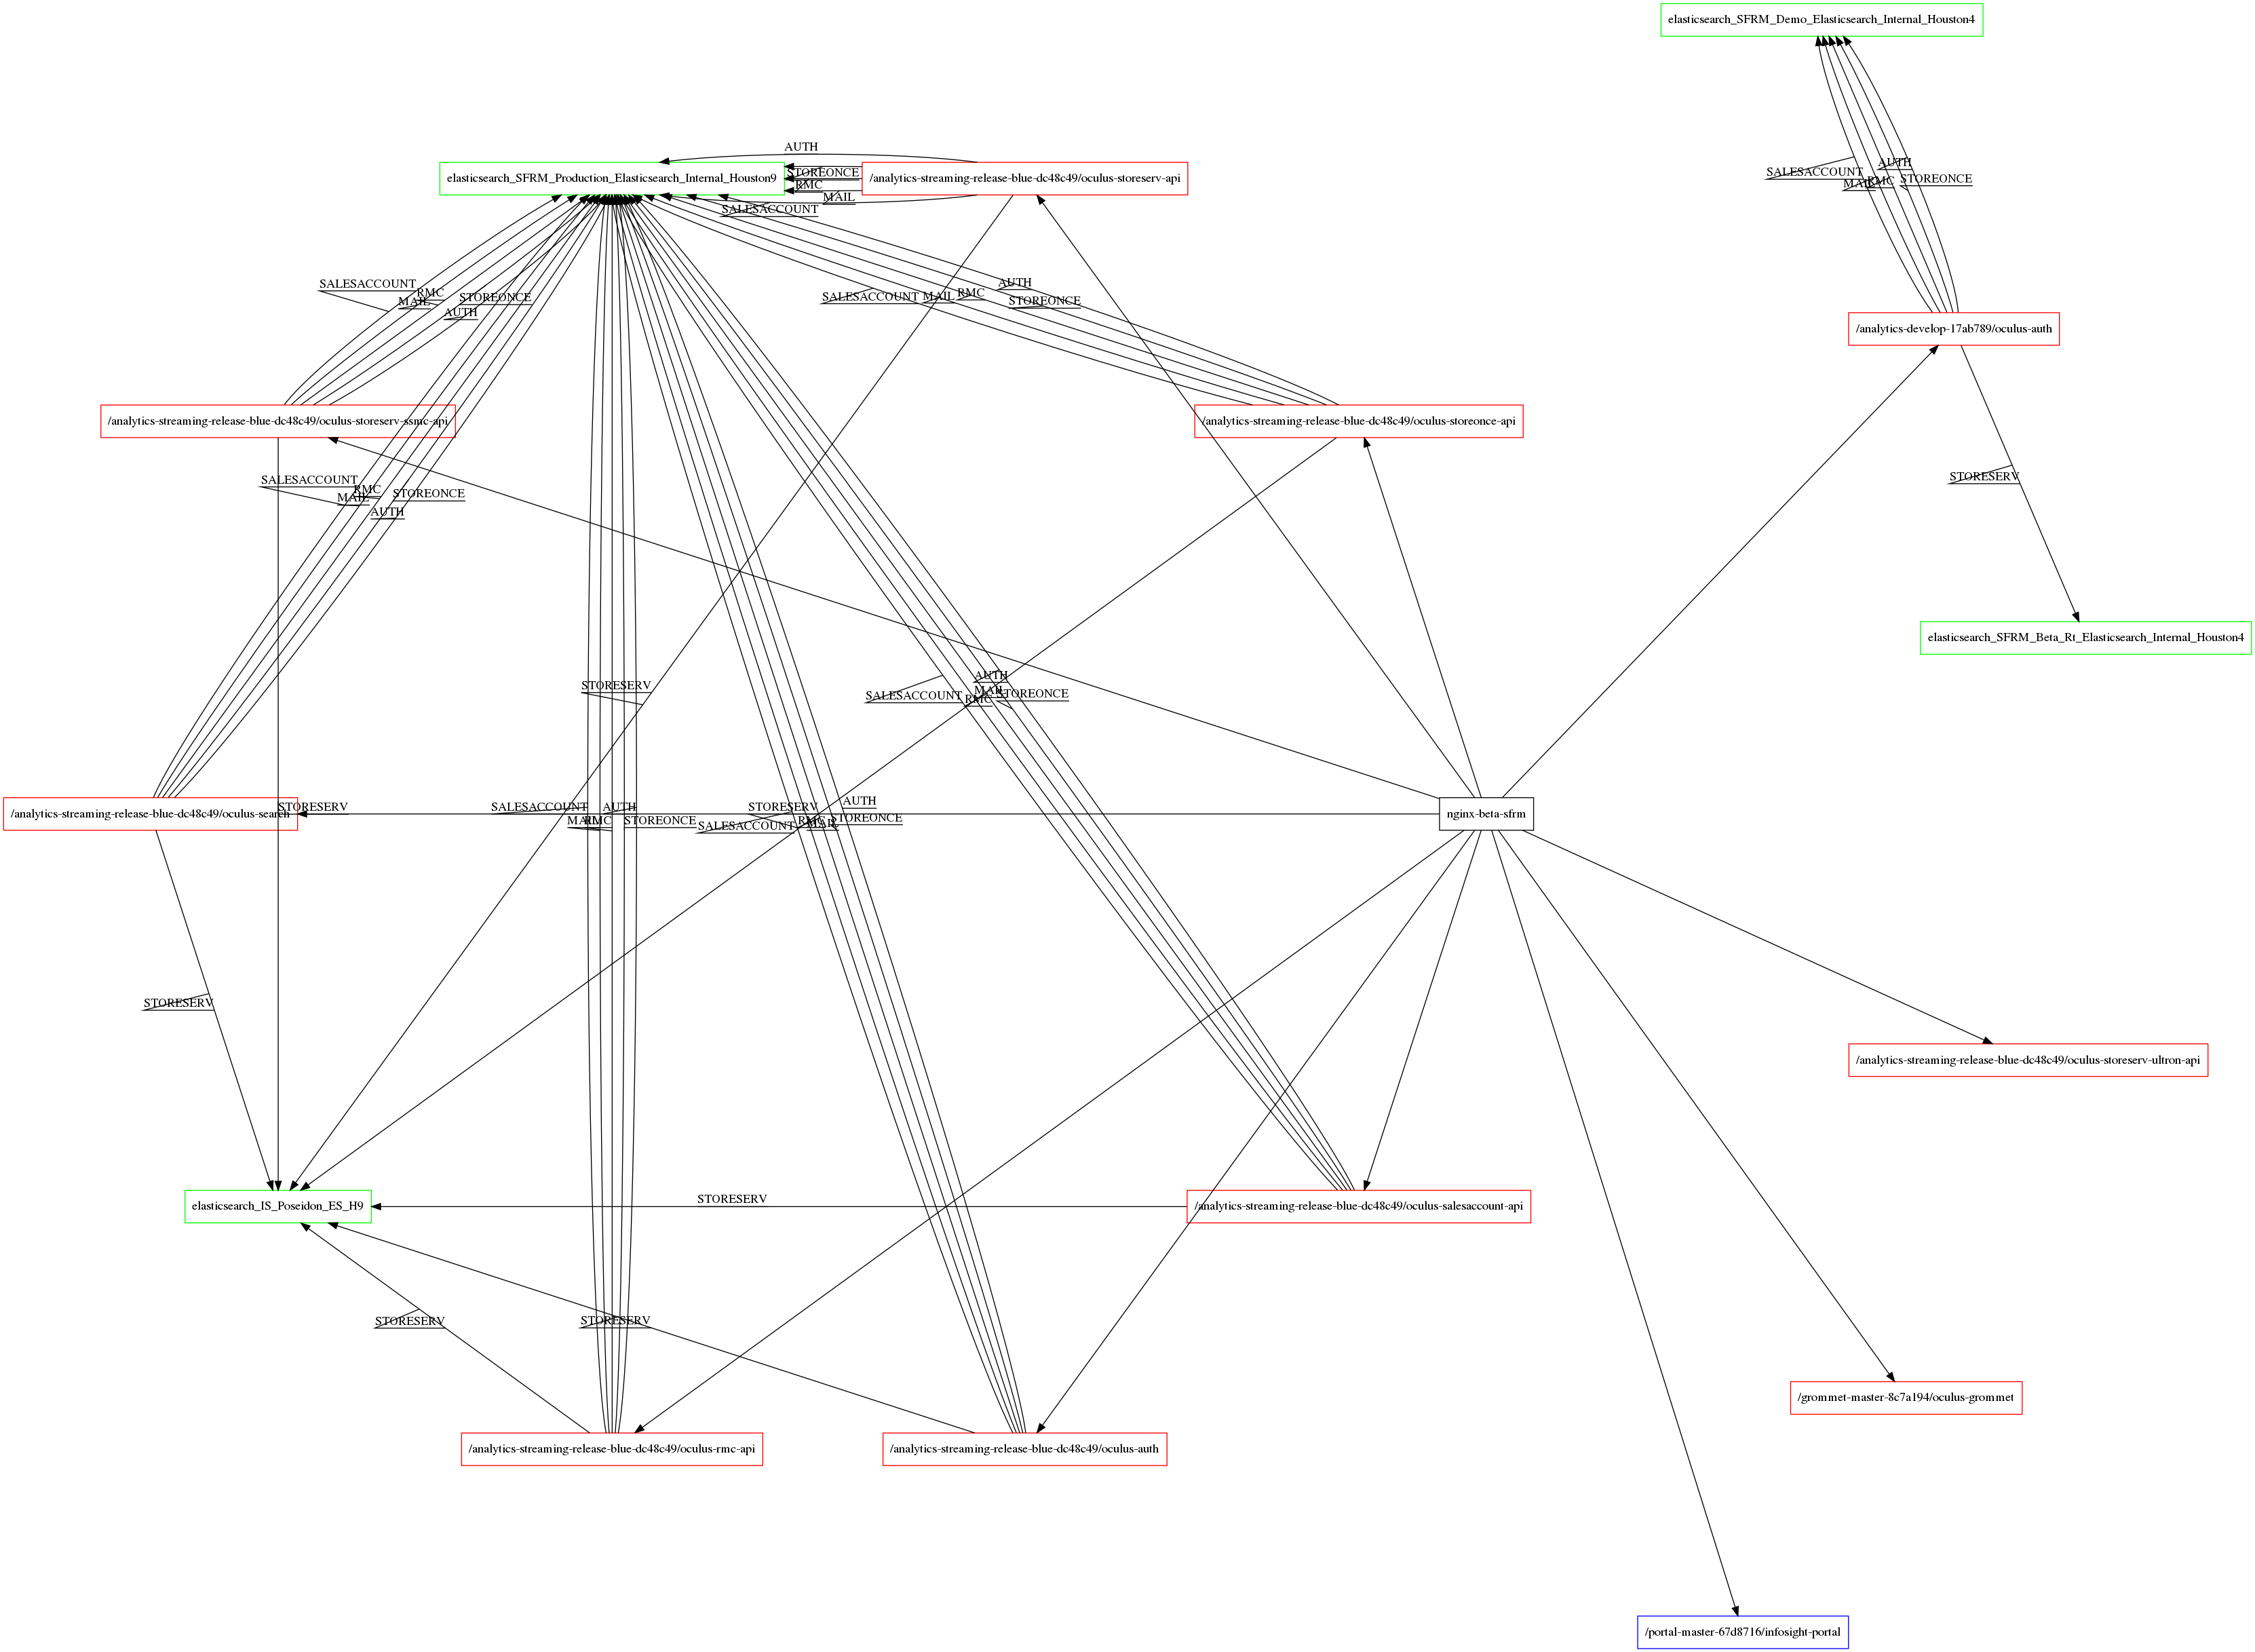 elasticsearch_SFRM_Demo_Elasticsearch_Internal_Houston4
AUTH
elasticsearch_SFRM_Production_Elasticsearch_Internal_Houston9
STOREONCE
RMC
MAIL
SALESACCOUNT
/analytics-streaming-release-blue-dc48c49/oculus-storeserv-api
SALESACCOUNT
MAIL
RMC
AUTH
STOREONCE
SALESACCOUNT
MAIL
RMC
AUTH
STOREONCE
SALESACCOUNT
MAIL
RMC
AUTH
STOREONCE
/analytics-develop-17ab789/oculus-auth
/analytics-streaming-release-blue-dc48c49/oculus-storeserv-ssmc-api
/analytics-streaming-release-blue-dc48c49/oculus-storeonce-api
SALESACCOUNT
MAIL
RMC
AUTH
STOREONCE
STORESERV
elasticsearch_SFRM_Beta_Rt_Elasticsearch_Internal_Houston4
STORESERV
SALESACCOUNT
AUTH
MAIL
RMC
STOREONCE
/analytics-streaming-release-blue-dc48c49/oculus-search
STORESERV
SALESACCOUNT
MAIL
RMC
AUTH
STOREONCE
STORESERV
SALESACCOUNT
RMC
MAIL
AUTH
STOREONCE
nginx-beta-sfrm
STORESERV
/analytics-streaming-release-blue-dc48c49/oculus-storeserv-ultron-api
elasticsearch_IS_Poseidon_ES_H9
STORESERV
/analytics-streaming-release-blue-dc48c49/oculus-salesaccount-api
STORESERV
STORESERV
/grommet-master-8c7a194/oculus-grommet
/analytics-streaming-release-blue-dc48c49/oculus-rmc-api
/analytics-streaming-release-blue-dc48c49/oculus-auth
/portal-master-67d8716/infosight-portal